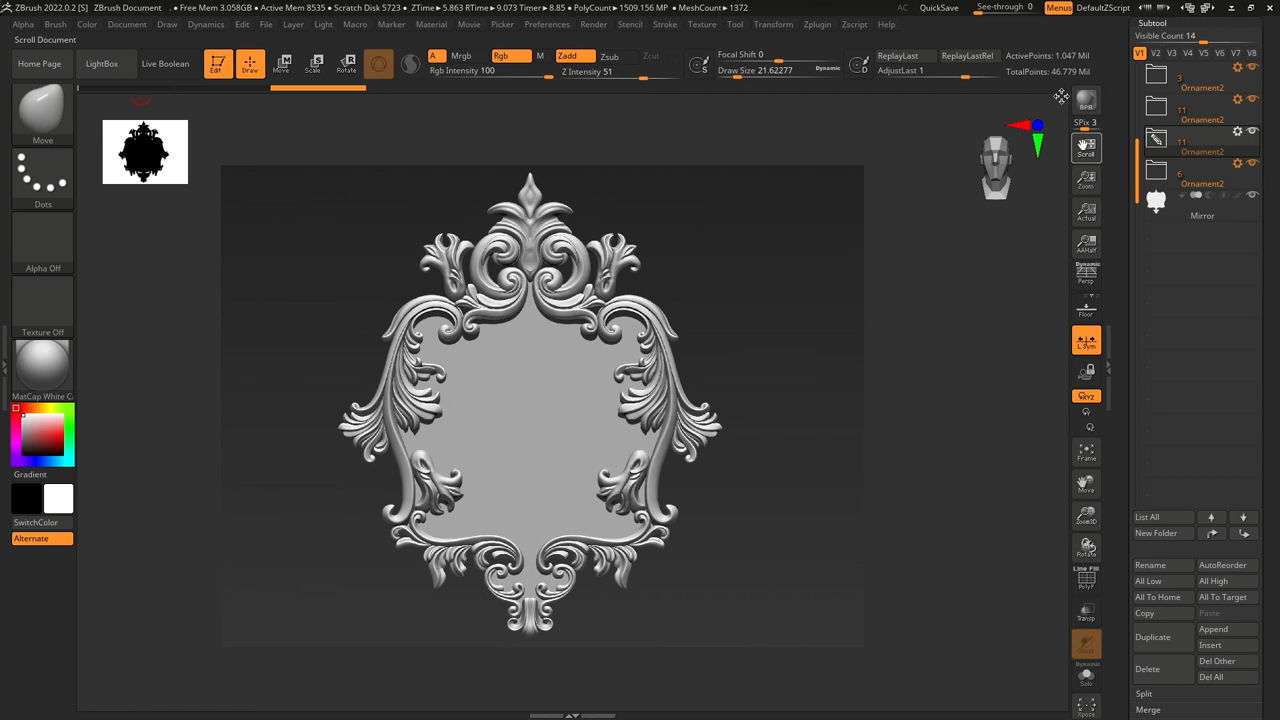 ZBrush 2022.0.2 [S] ZBrush Document . ● Free Mem 3.058GB ● Active Mem 8535 ● Scratch Disk 5723 ● ZTime▸ 5.863 RTime▸ 9.073 Timer▸ 8.85 ● PolyCount▸ 1509.156 MP ● MeshCount▸ 1372 AC QuickSave See-through 0 Menus DefaultZScript
Alpha Brush Color Document Draw Dynamics Edit File Layer Light Macro Marker Material Movie Picker Preferences Render Stencil Stroke Texture Tool Transform Zplugin Zscript Help
Scroll Document
Home Page LightBox Live Boolean
Edit Draw Move Scale Rotate
A Mrgb Rgb M Zadd Zsub Zcut
Rgb Intensity 100 Z Intensity 51
Focal Shift 0
Draw Size 21.62277 Dynamic
ReplayLast ReplayLastRel ActivePoints: 1.047 Mil
AdjustLast 1 TotalPoints: 46.779 Mil
Move
Dots
Alpha Off
Texture Off
MatCap White C
Gradient
SwitchColor
Alternate
BPR
SPix 3
Scroll
Zoom
Actual
AAHalf
Dynamic
Persp
Floor
L.Sym
XYZ
Frame
Move
Zoom3D
Rotate
Line Fill
PolyF
Transp
Ghost
Dynamic
Solo
Xpose
Subtool
Visible Count 14
V1 V2 V3 V4 V5 V6 V7 V8
3
Ornament2
11
Ornament2
11
Ornament2
6
Ornament2
Mirror
List All
New Folder
Rename AutoReorder
All Low All High
All To Home All To Target
Copy Paste
Duplicate Append
Insert
Delete Del Other
Del All
Split
Merge